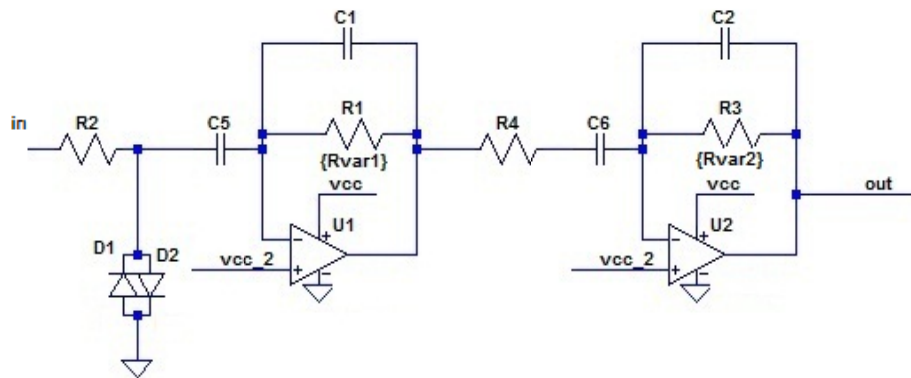 C1
C2
in
R2
C5
R1
{Rvar1}
R4
C6
R3
{Rvar2}
vcc
U1
vcc_2
vcc
U2
vcc_2
out
D1
D2